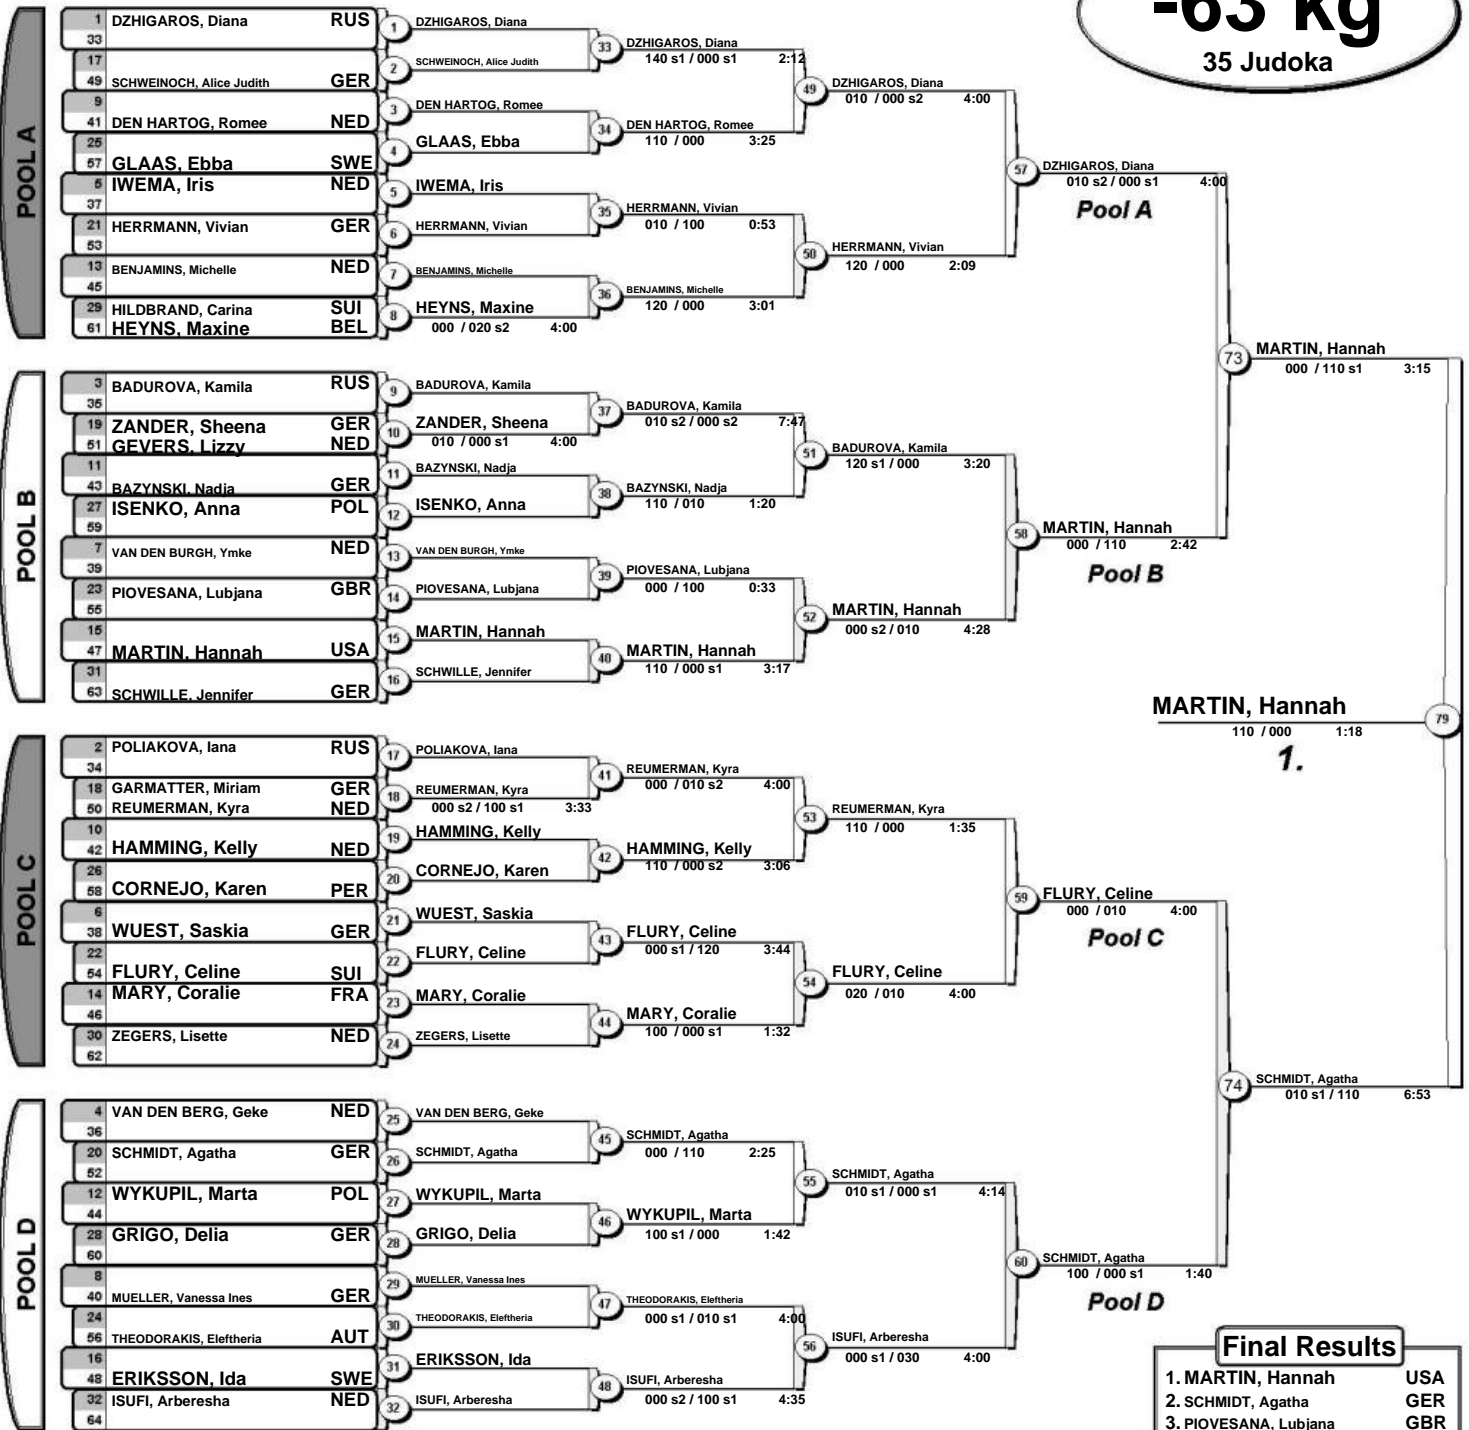 -63 kg
35 Judoka
POOL A
1 DZHIGAROS, Diana RUS
33
17
49 SCHWEINOCH, Alice Judith GER
9
41 DEN HARTOG, Romee NED
25
57 GLAAS, Ebba SWE
5 IWEMA, Iris NED
37
21 HERRMANN, Vivian GER
53
13 BENJAMINS, Michelle NED
45
29 HILDBRAND, Carina SUI
61 HEYNS, Maxine BEL
1 DZHIGAROS, Diana
2 SCHWEINOCH, Alice Judith
3 DEN HARTOG, Romee
4 GLAAS, Ebba
5 IWEMA, Iris
6 HERRMANN, Vivian
7 BENJAMINS, Michelle
8 HEYNS, Maxine
000 / 020 s2 4:00
33 DZHIGAROS, Diana
140 s1 / 000 s1 2:12
34 DEN HARTOG, Romee
110 / 000 3:25
35 HERRMANN, Vivian
010 / 100 0:53
36 BENJAMINS, Michelle
120 / 000 3:01
49 DZHIGAROS, Diana
010 / 000 s2 4:00
50 HERRMANN, Vivian
120 / 000 2:09
57 DZHIGAROS, Diana
010 s2 / 000 s1 4:00
Pool A
POOL B
3 BADUROVA, Kamila RUS
35
19 ZANDER, Sheena GER
51 GEVERS, Lizzy NED
11
43 BAZYNSKI, Nadja GER
27 ISENKO, Anna POL
59
7 VAN DEN BURGH, Ymke NED
39
23 PIOVESANA, Lubjana GBR
55
15
47 MARTIN, Hannah USA
31
63 SCHWILLE, Jennifer GER
9 BADUROVA, Kamila
10 ZANDER, Sheena
010 / 000 s1 4:00
11 BAZYNSKI, Nadja
12 ISENKO, Anna
13 VAN DEN BURGH, Ymke
14 PIOVESANA, Lubjana
15 MARTIN, Hannah
16 SCHWILLE, Jennifer
37 BADUROVA, Kamila
010 s2 / 000 s2 7:47
38 BAZYNSKI, Nadja
110 / 010 1:20
39 PIOVESANA, Lubjana
000 / 100 0:33
40 MARTIN, Hannah
110 / 000 s1 3:17
51 BADUROVA, Kamila
120 s1 / 000 3:20
52 MARTIN, Hannah
000 s2 / 010 4:28
58 MARTIN, Hannah
000 / 110 2:42
Pool B
73 MARTIN, Hannah
000 / 110 s1 3:15
MARTIN, Hannah 79
110 / 000 1:18
1.
POOL C
2 POLIAKOVA, Iana RUS
34
18 GARMATTER, Miriam GER
50 REUMERMAN, Kyra NED
10
42 HAMMING, Kelly NED
26
58 CORNEJO, Karen PER
6
38 WUEST, Saskia GER
22
54 FLURY, Celine SUI
14 MARY, Coralie FRA
46
30 ZEGERS, Lisette NED
62
17 POLIAKOVA, Iana
18 REUMERMAN, Kyra
000 s2 / 100 s1 3:33
19 HAMMING, Kelly
20 CORNEJO, Karen
21 WUEST, Saskia
22 FLURY, Celine
23 MARY, Coralie
24 ZEGERS, Lisette
41 REUMERMAN, Kyra
000 / 010 s2 4:00
42 HAMMING, Kelly
110 / 000 s2 3:06
43 FLURY, Celine
000 s1 / 120 3:44
44 MARY, Coralie
100 / 000 s1 1:32
53 REUMERMAN, Kyra
110 / 000 1:35
54 FLURY, Celine
020 / 010 4:00
59 FLURY, Celine
000 / 010 4:00
Pool C
POOL D
4 VAN DEN BERG, Geke NED
36
20 SCHMIDT, Agatha GER
52
12 WYKUPIL, Marta POL
44
28 GRIGO, Delia GER
60
8
40 MUELLER, Vanessa Ines GER
24
56 THEODORAKIS, Eleftheria AUT
16
48 ERIKSSON, Ida SWE
32 ISUFI, Arberesha NED
64
25 VAN DEN BERG, Geke
26 SCHMIDT, Agatha
27 WYKUPIL, Marta
28 GRIGO, Delia
29 MUELLER, Vanessa Ines
30 THEODORAKIS, Eleftheria
31 ERIKSSON, Ida
32 ISUFI, Arberesha
45 SCHMIDT, Agatha
000 / 110 2:25
46 WYKUPIL, Marta
100 s1 / 000 1:42
47 THEODORAKIS, Eleftheria
000 s1 / 010 s1 4:00
48 ISUFI, Arberesha
000 s2 / 100 s1 4:35
55 SCHMIDT, Agatha
010 s1 / 000 s1 4:14
56 ISUFI, Arberesha
000 s1 / 030 4:00
60 SCHMIDT, Agatha
100 / 000 s1 1:40
Pool D
74 SCHMIDT, Agatha
010 s1 / 110 6:53
Final Results
1. MARTIN, Hannah USA
2. SCHMIDT, Agatha GER
3. PIOVESANA, Lubjana GBR